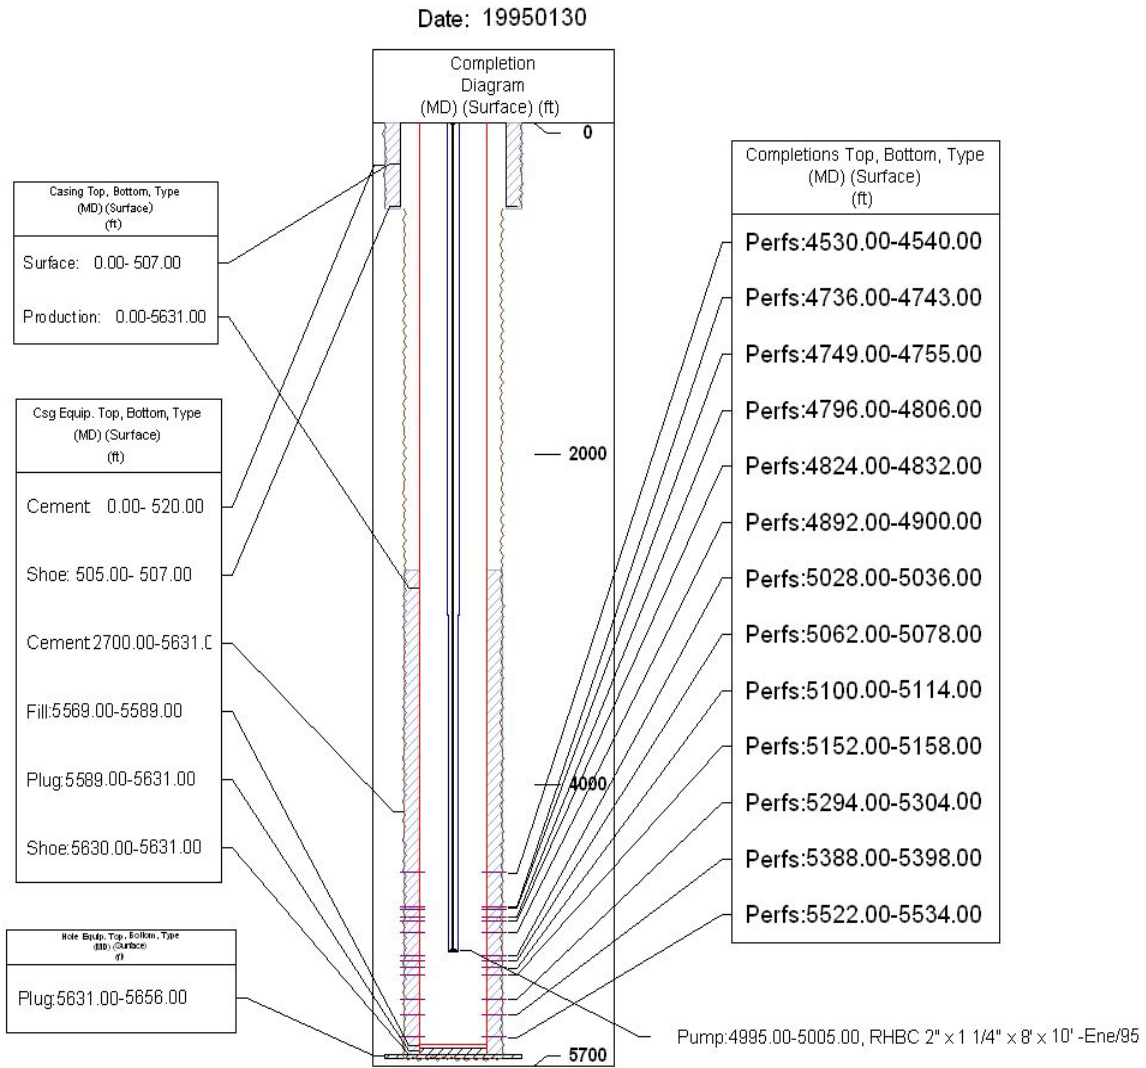 Date: 19950130
Completion
Diagram
(MD) (Surface) (ft)
0
2000
4000
5700
Casing Top, Bottom, Type
(MD) (Surface)
(ft)
Surface: 0.00- 507.00
Production: 0.00-5631.00
Csg Equip. Top, Bottom, Type
(MD) (Surface)
(ft)
Cement 0.00- 520.00
Shoe: 505.00- 507.00
Cement:2700.00-5631.0
Fill:5569.00-5589.00
Plug:5589.00-5631.00
Shoe:5630.00-5631.00
Hole Equip. Top, Bottom, Type
(MD) (Surface)
(ft)
Plug:5631.00-5656.00
Completions Top, Bottom, Type
(MD) (Surface)
(ft)
Perfs:4530.00-4540.00
Perfs:4736.00-4743.00
Perfs:4749.00-4755.00
Perfs:4796.00-4806.00
Perfs:4824.00-4832.00
Perfs:4892.00-4900.00
Perfs:5028.00-5036.00
Perfs:5062.00-5078.00
Perfs:5100.00-5114.00
Perfs:5152.00-5158.00
Perfs:5294.00-5304.00
Perfs:5388.00-5398.00
Perfs:5522.00-5534.00
Pump:4995.00-5005.00, RHBC 2" x 1 1/4" x 8' x 10' -Ene/95